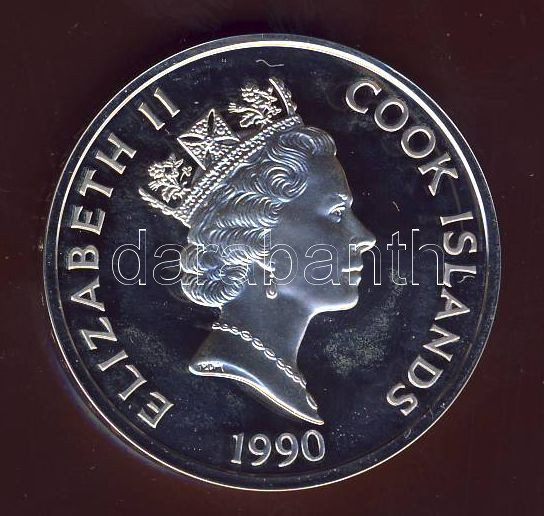 ELIZABETH II
COOK ISLANDS
darabanth
1990